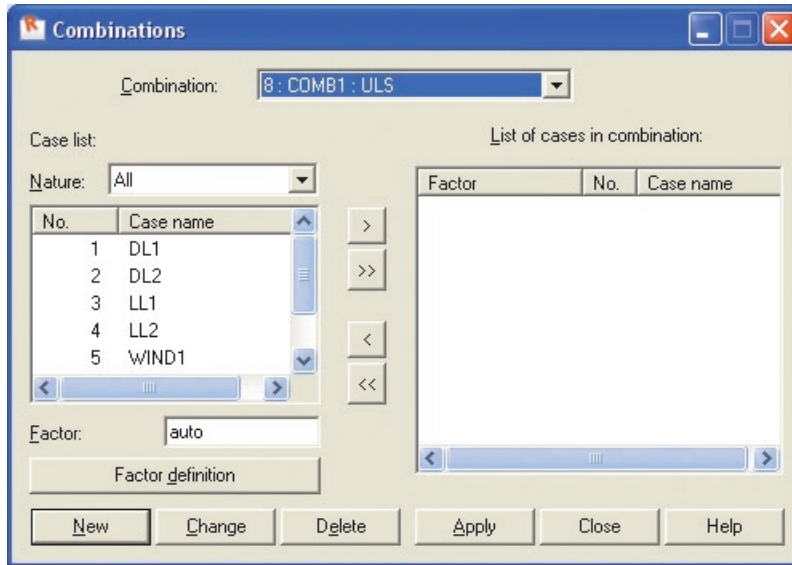 Combinations
Combination: 8 : COMB1 : ULS
Case list:
Nature: All
No. Case name
1 DL1
2 DL2
3 LL1
4 LL2
5 WIND1
Factor: auto
Factor definition
>
>>
<
<<
List of cases in combination:
Factor No. Case name
New Change Delete Apply Close Help